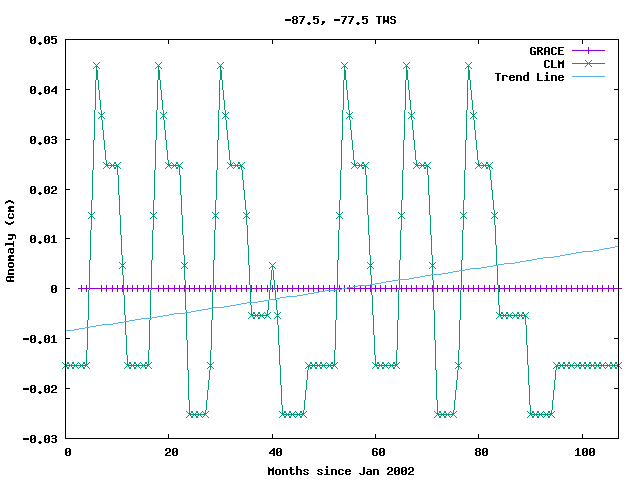 -87.5, -77.5 TWS
GRACE
CLM
Trend Line
0.05
0.04
0.03
0.02
0.01
0
-0.01
-0.02
-0.03
Anomaly (cm)
0 20 40 60 80 100
Months since Jan 2002